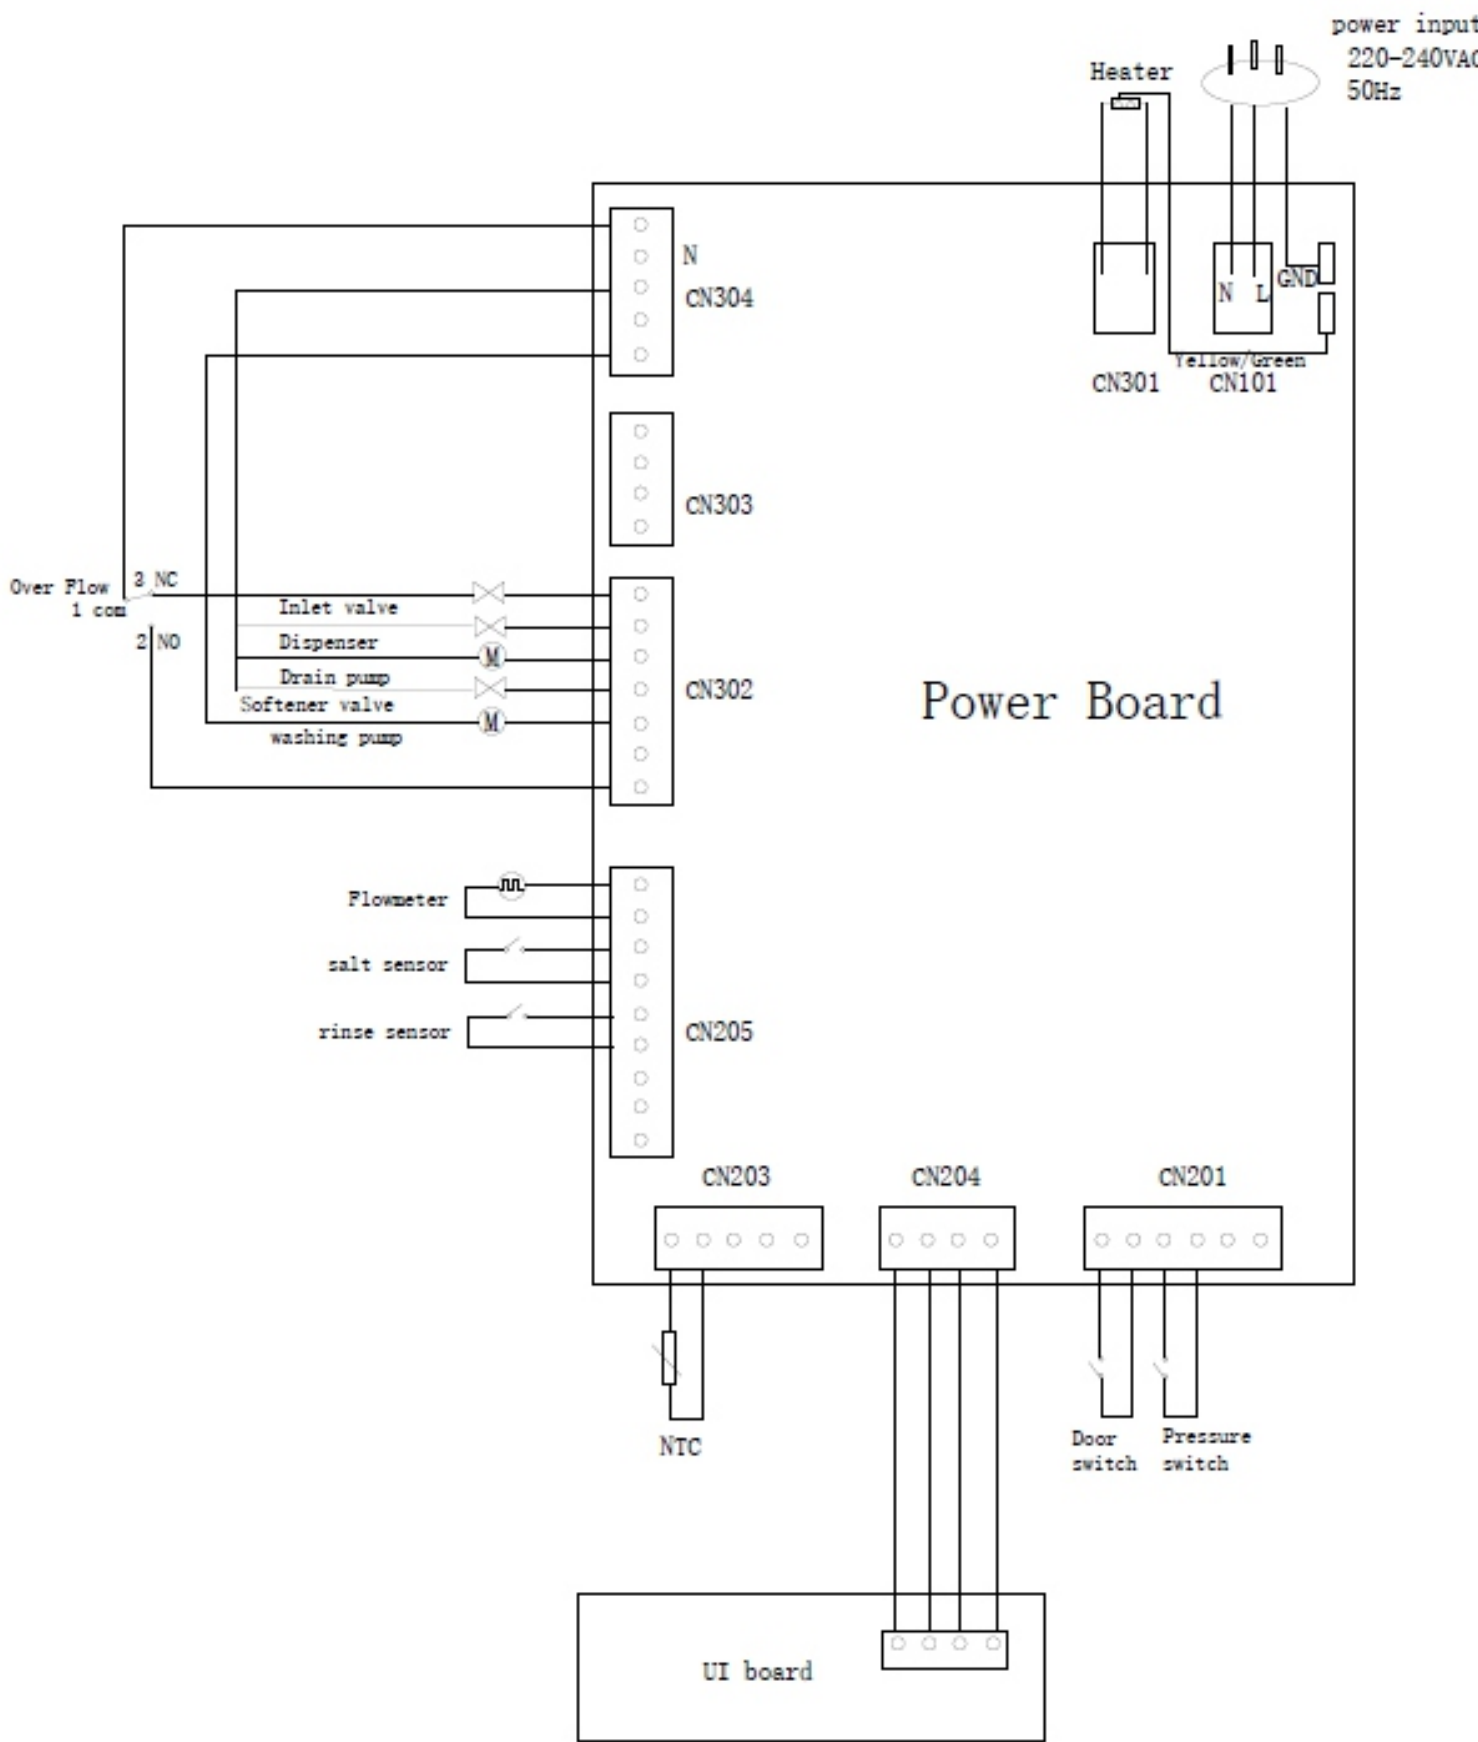 power input
220-240VAC
50Hz
Heater
N
CN304
N L
GND
Yellow/Green
CN301
CN101
CN303
Over Flow
3 NC
1 com
2 NO
Inlet valve
Dispenser
M
Drain pump
Softener valve
M
washing pump
CN302
Power Board
Flowmeter
salt sensor
rinse sensor
CN205
CN203
CN204
CN201
NTC
Door
switch
Pressure
switch
UI board